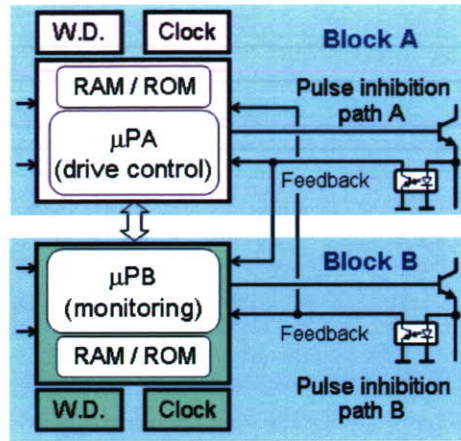 W.D.
Clock
Block A
RAM / ROM
Pulse inhibition
path A
μPA
(drive control)
Feedback
μPB
(monitoring)
Block B
RAM / ROM
Feedback
W.D.
Clock
Pulse inhibition
path B